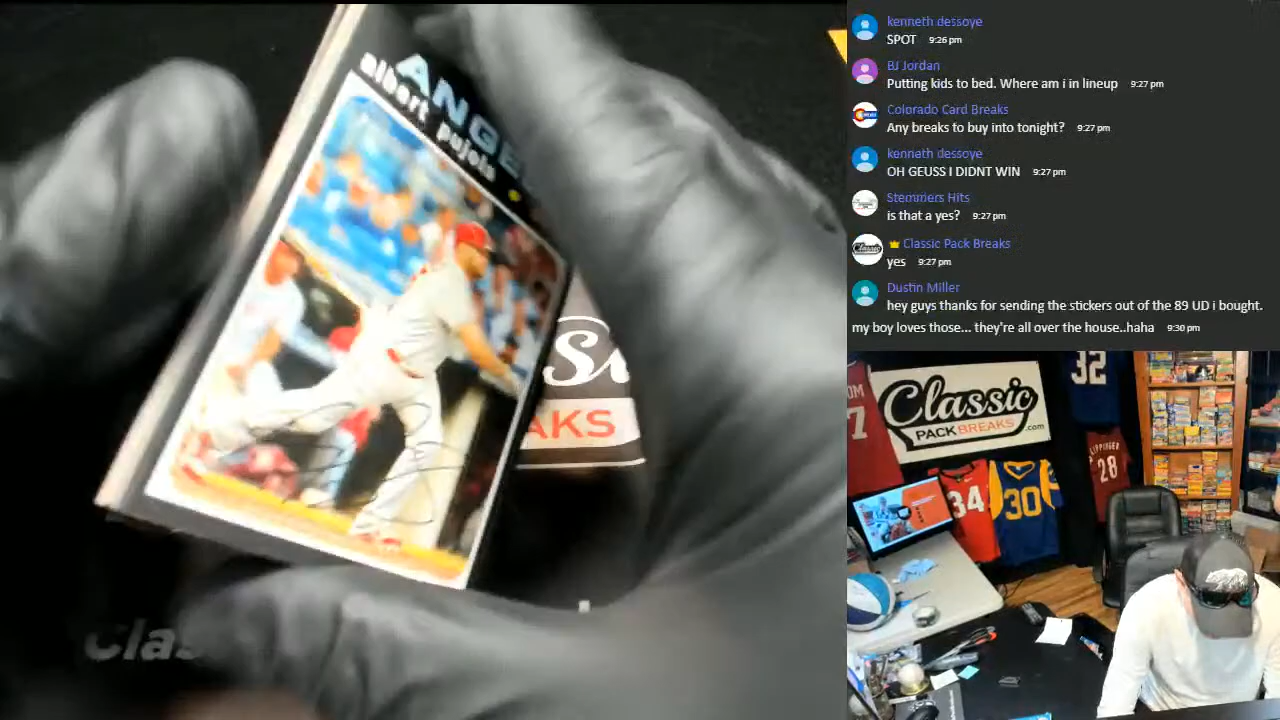 ANGE
albert pujols
BREAKS
Clas
kenneth dessoye
SPOT 9:26 pm
BJ Jordan
Putting kids to bed. Where am i in lineup 9:27 pm
Colorado Card Breaks
Any breaks to buy into tonight? 9:27 pm
kenneth dessoye
OH GEUSS I DIDNT WIN 9:27 pm
Stemmers Hits
is that a yes? 9:27 pm
Classic Pack Breaks
yes 9:27 pm
Dustin Miller
hey guys thanks for sending the stickers out of the 89 UD i bought.
my boy loves those... they're all over the house..haha 9:30 pm
Classic
PACKBREAKS.com
32
7
34
30
28